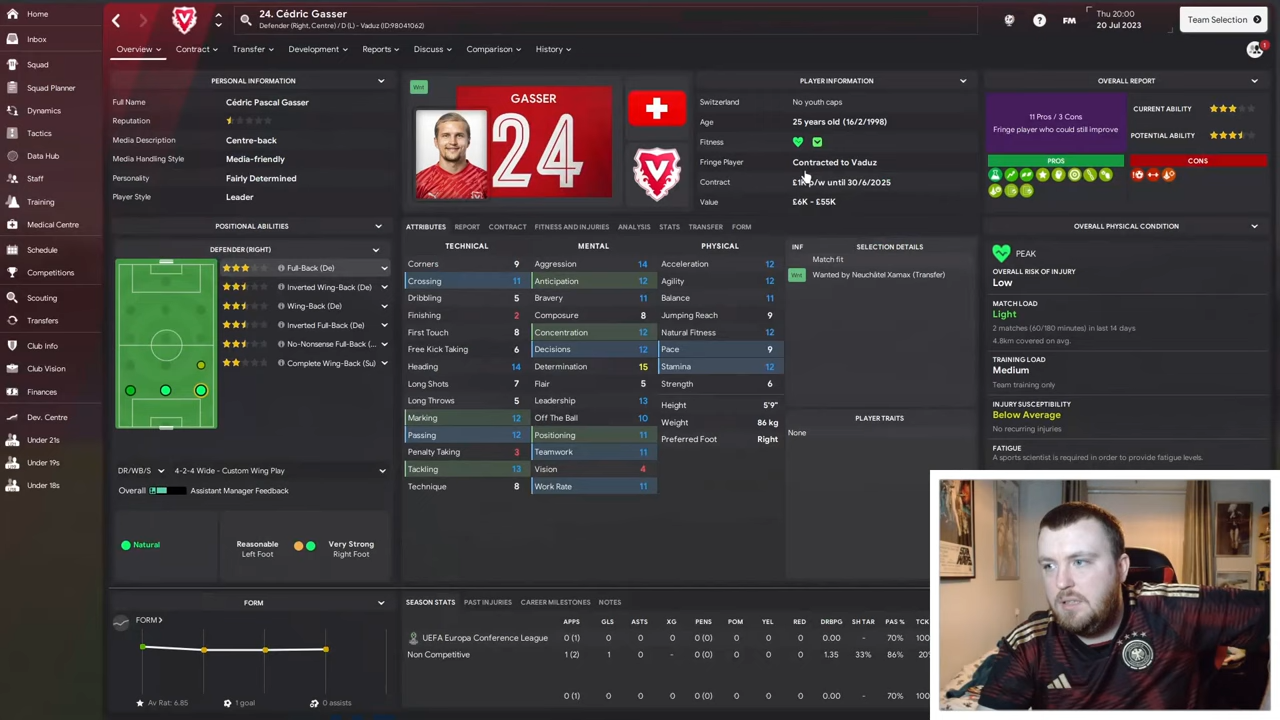 24. Cédric Gasser
Defender (Right, Centre) / D (L) - Vaduz (ID:98041062)
FM
Thu 20:00
20 Jul 2023
Team Selection
Home
Inbox
Squad
Squad Planner
Dynamics
Tactics
Data Hub
Staff
Training
Medical Centre
Schedule
Competitions
Scouting
Transfers
Club Info
Club Vision
Finances
Dev. Centre
Under 21s
Under 19s
Under 18s
Overview Contract Transfer Development Reports Discuss Comparison History
1
PERSONAL INFORMATION
Full Name Cédric Pascal Gasser
Reputation
Media Description Centre-back
Media Handling Style Media-friendly
Personality Fairly Determined
Player Style Leader
Wnt
GASSER
24
PLAYER INFORMATION
Switzerland No youth caps
Age 25 years old (16/2/1998)
Fitness
Fringe Player Contracted to Vaduz
Contract p/w until 30/6/2025
Value £6K - £55K
OVERALL REPORT
11 Pros / 3 Cons
Fringe player who could still improve
CURRENT ABILITY
POTENTIAL ABILITY
PROS CONS
POSITIONAL ABILITIES
DEFENDER (RIGHT)
Full-Back (De)
Inverted Wing-Back (De)
Wing-Back (De)
Inverted Full-Back (De)
No-Nonsense Full-Back (...
Complete Wing-Back (Su)
DR/WB/S 4-2-4 Wide - Custom Wing Play
Overall Assistant Manager Feedback
Natural
Reasonable
Left Foot
Very Strong
Right Foot
ATTRIBUTES REPORT CONTRACT FITNESS AND INJURIES ANALYSIS STATS TRANSFER FORM
TECHNICAL
Corners 9
Crossing 11
Dribbling 5
Finishing 2
First Touch 8
Free Kick Taking 6
Heading 14
Long Shots 7
Long Throws 5
Marking 12
Passing 12
Penalty Taking 3
Tackling 13
Technique 8
MENTAL
Aggression 14
Anticipation 12
Bravery 11
Composure 8
Concentration 12
Decisions 12
Determination 15
Flair 5
Leadership 13
Off The Ball 10
Positioning 11
Teamwork 11
Vision 4
Work Rate 11
PHYSICAL
Acceleration 12
Agility 12
Balance 11
Jumping Reach 9
Natural Fitness 12
Pace 9
Stamina 12
Strength 6
Height 5'9"
Weight 86 kg
Preferred Foot Right
INF SELECTION DETAILS
Match fit
Wnt Wanted by Neuchâtel Xamax (Transfer)
PLAYER TRAITS
None
OVERALL PHYSICAL CONDITION
PEAK
OVERALL RISK OF INJURY
Low
MATCH LOAD
Light
2 matches (60/180 minutes) in last 14 days
4.8km covered on avg.
TRAINING LOAD
Medium
Team training only
INJURY SUSCEPTIBILITY
Below Average
No recurring injuries
FATIGUE
A sports scientist is required in order to provide fatigue levels.
FORM
FORM
Av Rat: 6.85 1 goal 0 assists
SEASON STATS PAST INJURIES CAREER MILESTONES NOTES
APPS GLS ASTS XG PENS POM YEL RED DRBPG SH TAR PAS % TCK
UEFA Europa Conference League 0 (1) 0 0 - 0 (0) 0 0 0 0.00 - 70% 100
Non Competitive 1 (2) 1 0 - 0 (0) 0 0 0 1.35 33% 86% 20
0 (1) 0 0 - 0 (0) 0 0 0 0.00 - 70% 100